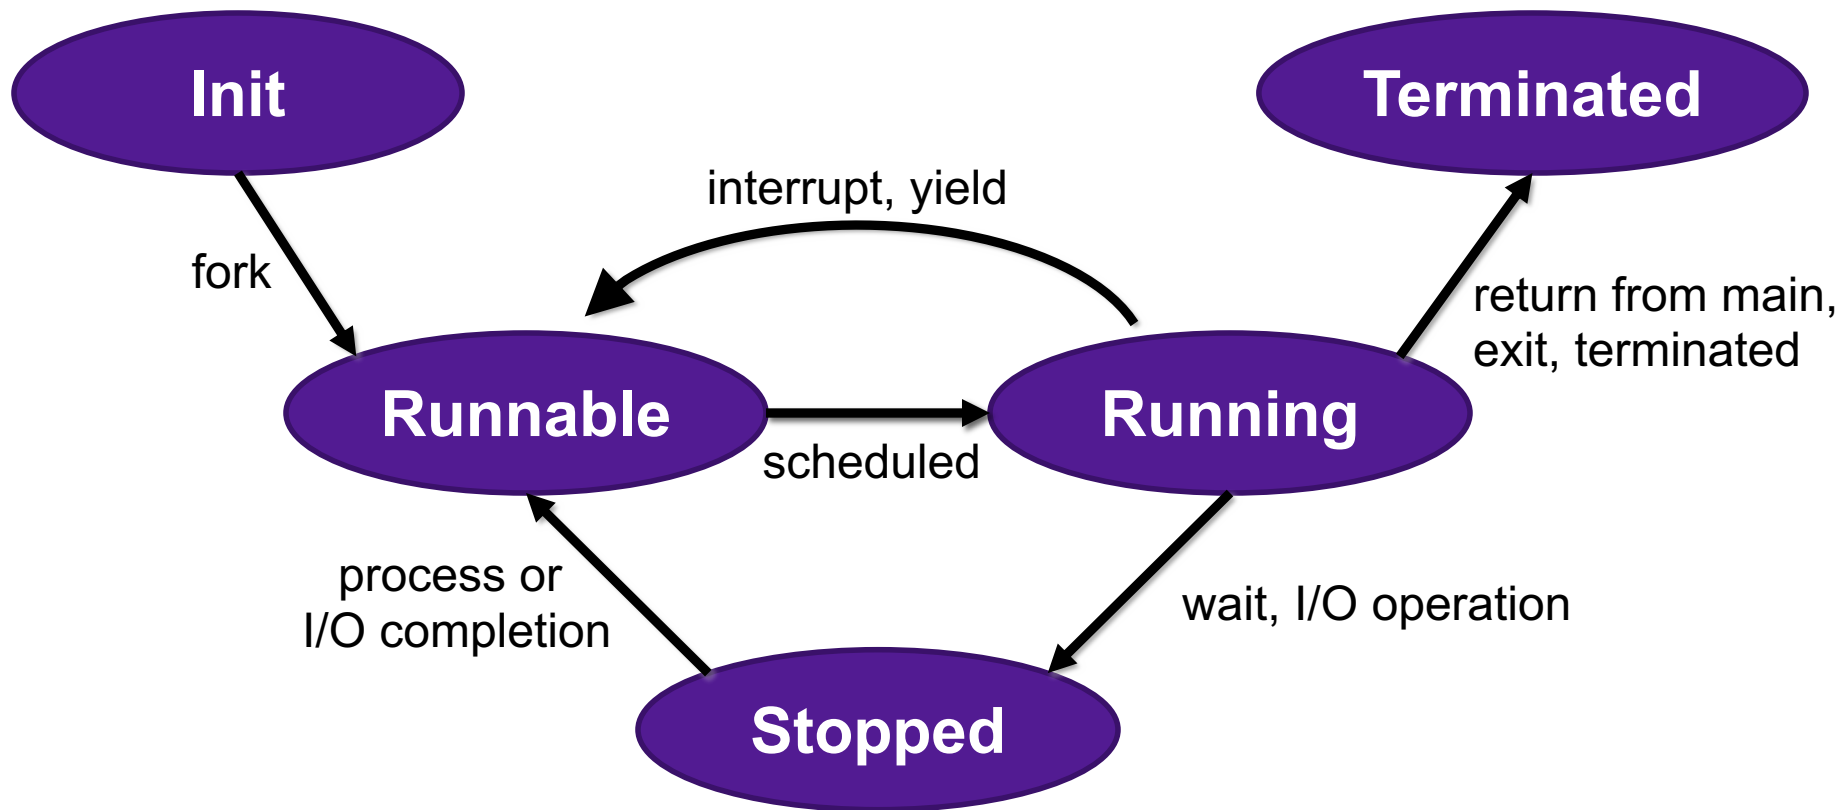 Init
Terminated
interrupt, yield
fork
return from main,
exit, terminated
Runnable
Running
scheduled
process or
I/O completion
wait, I/O operation
Stopped